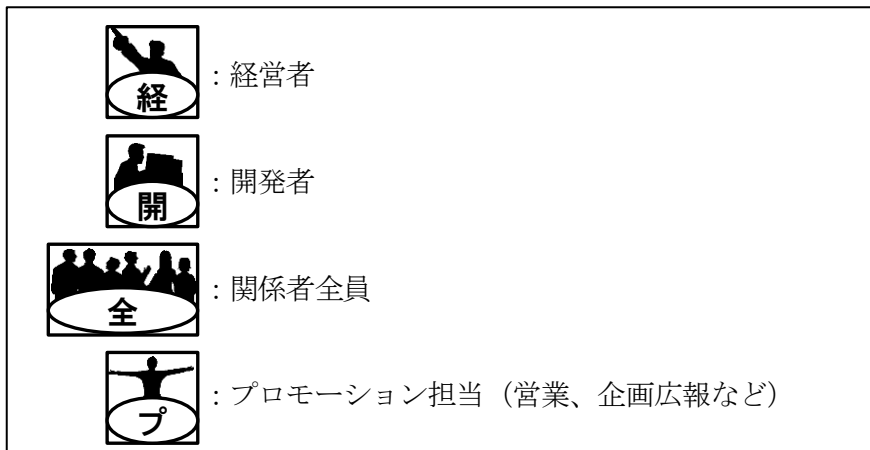 経 : 経営者
開 : 開発者
全 : 関係者全員
プ : プロモーション担当（営業、企画広報など）